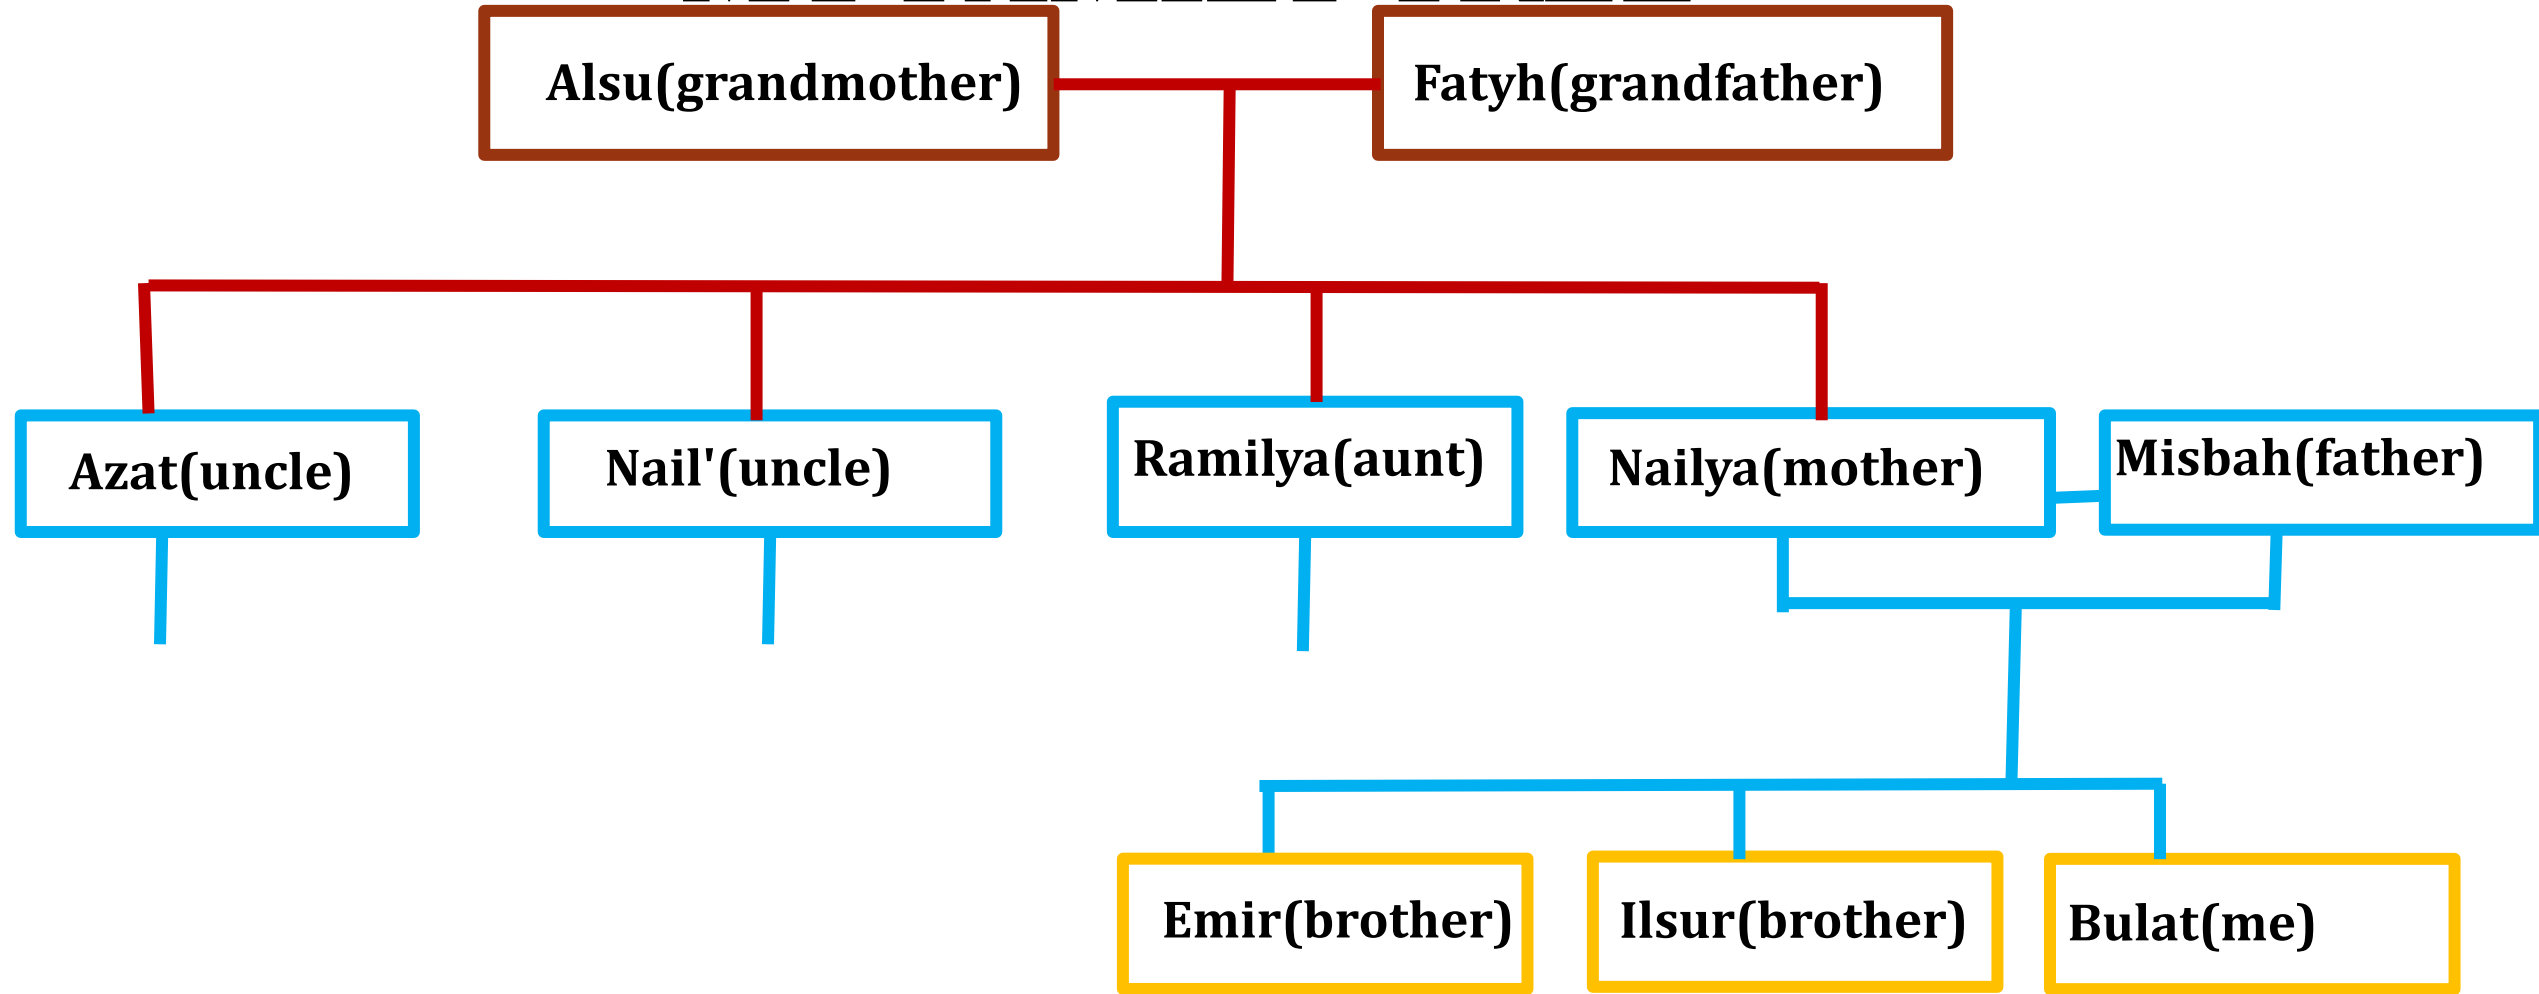 Alsu(grandmother)
Fatyh(grandfather)
Azat(uncle)
Nail'(uncle)
Ramilya(aunt)
Nailya(mother)
Misbah(father)
Emir(brother)
Ilsur(brother)
Bulat(me)